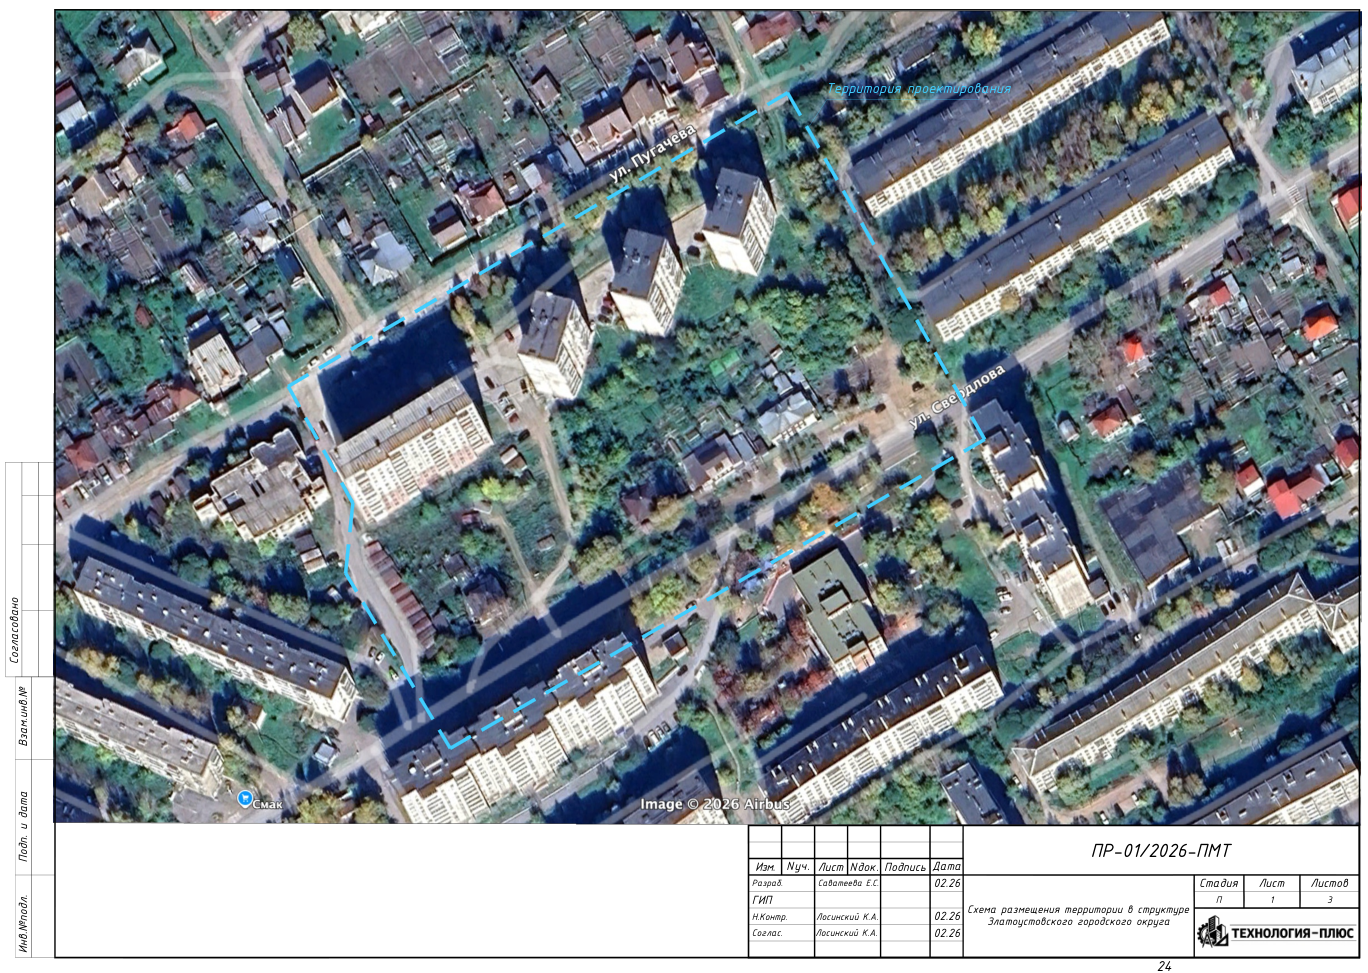 Территория проектирования
ул. Пугачева
ул. Свердлова
Смак
Image © 2026 Airbus
Согласовано
Взам.инв.№
Подп. и дата
Инв.№подл.
Изм. Nуч. Лист Nдок. Подпись Дата
Разраб. Саватеева Е.С. 02.26
ГИП
Н.Контр. Лосинский К.А. 02.26
Соглас. Лосинский К.А. 02.26
ПР-01/2026-ПМТ
Схема размещения территории в структуре
Златоустовского городского округа
Стадия Лист Листов
П 1 3
ТЕХНОЛОГИЯ-ПЛЮС
24